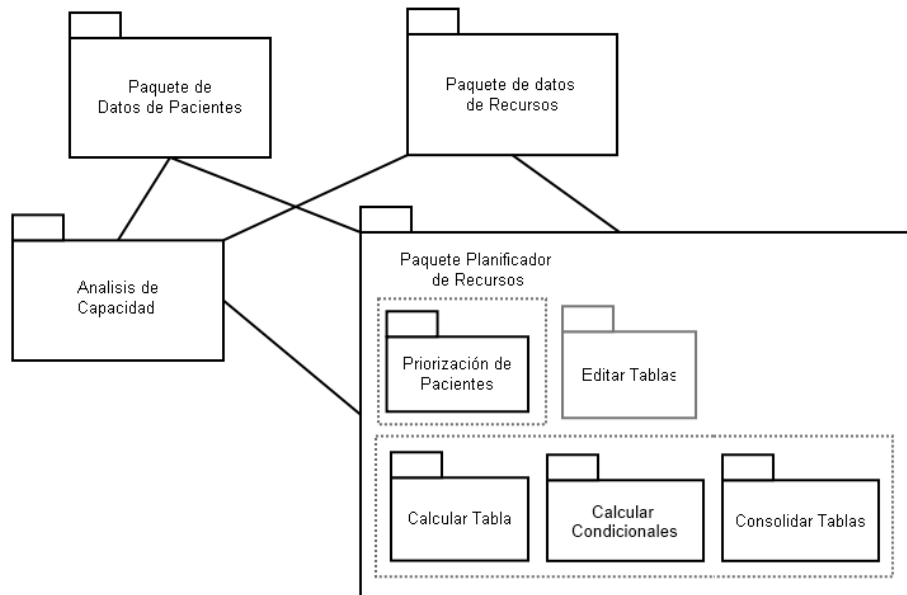 Paquete de
Datos de Pacientes
Paquete de datos
de Recursos
Analisis de
Capacidad
Paquete Planificador
de Recursos
Priorización de
Pacientes
Editar Tablas
Calcular Tabla
Calcular
Condicionales
Consolidar Tablas